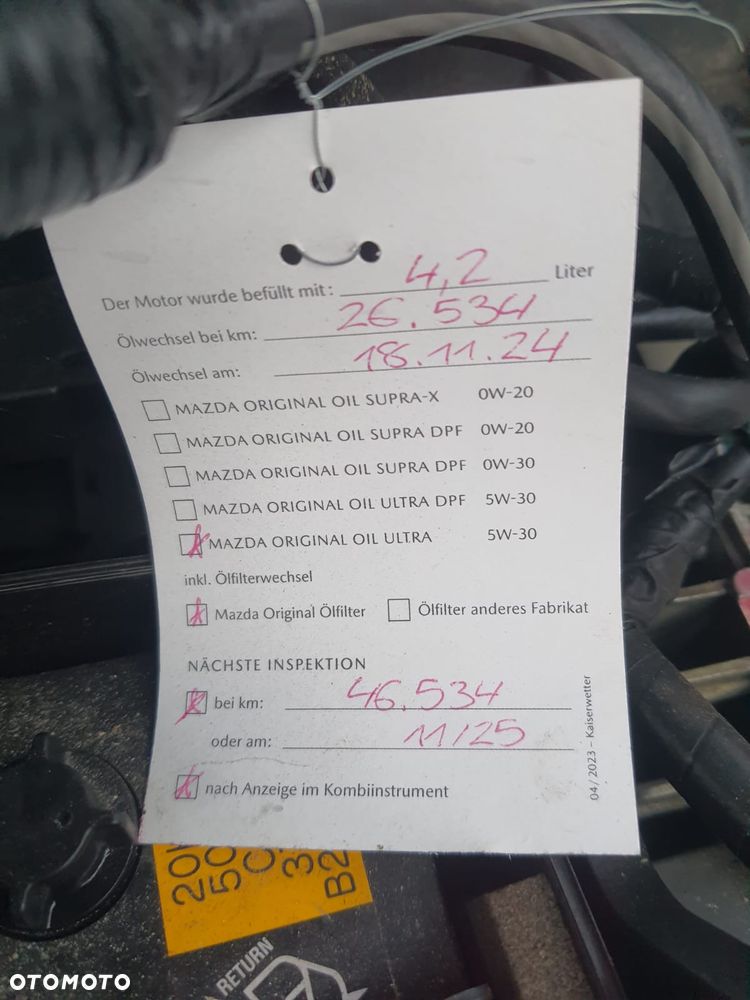 Der Motor wurde befüllt mit: 4,2 Liter
Ölwechsel bei km: 26.534
Ölwechsel am: 18.11.24
MAZDA ORIGINAL OIL SUPRA-X 0W-20
MAZDA ORIGINAL OIL SUPRA DPF 0W-20
MAZDA ORIGINAL OIL SUPRA DPF 0W-30
MAZDA ORIGINAL OIL ULTRA DPF 5W-30
MAZDA ORIGINAL OIL ULTRA 5W-30
inkl. Ölfilterwechsel
Mazda Original Ölfilter Ölfilter anderes Fabrikat
NÄCHSTE INSPEKTION
bei km: 46.534
oder am: 11/25
nach Anzeige im Kombiinstrument
04/2023 – Kaiserwetter
RETURN
OTOMOTO